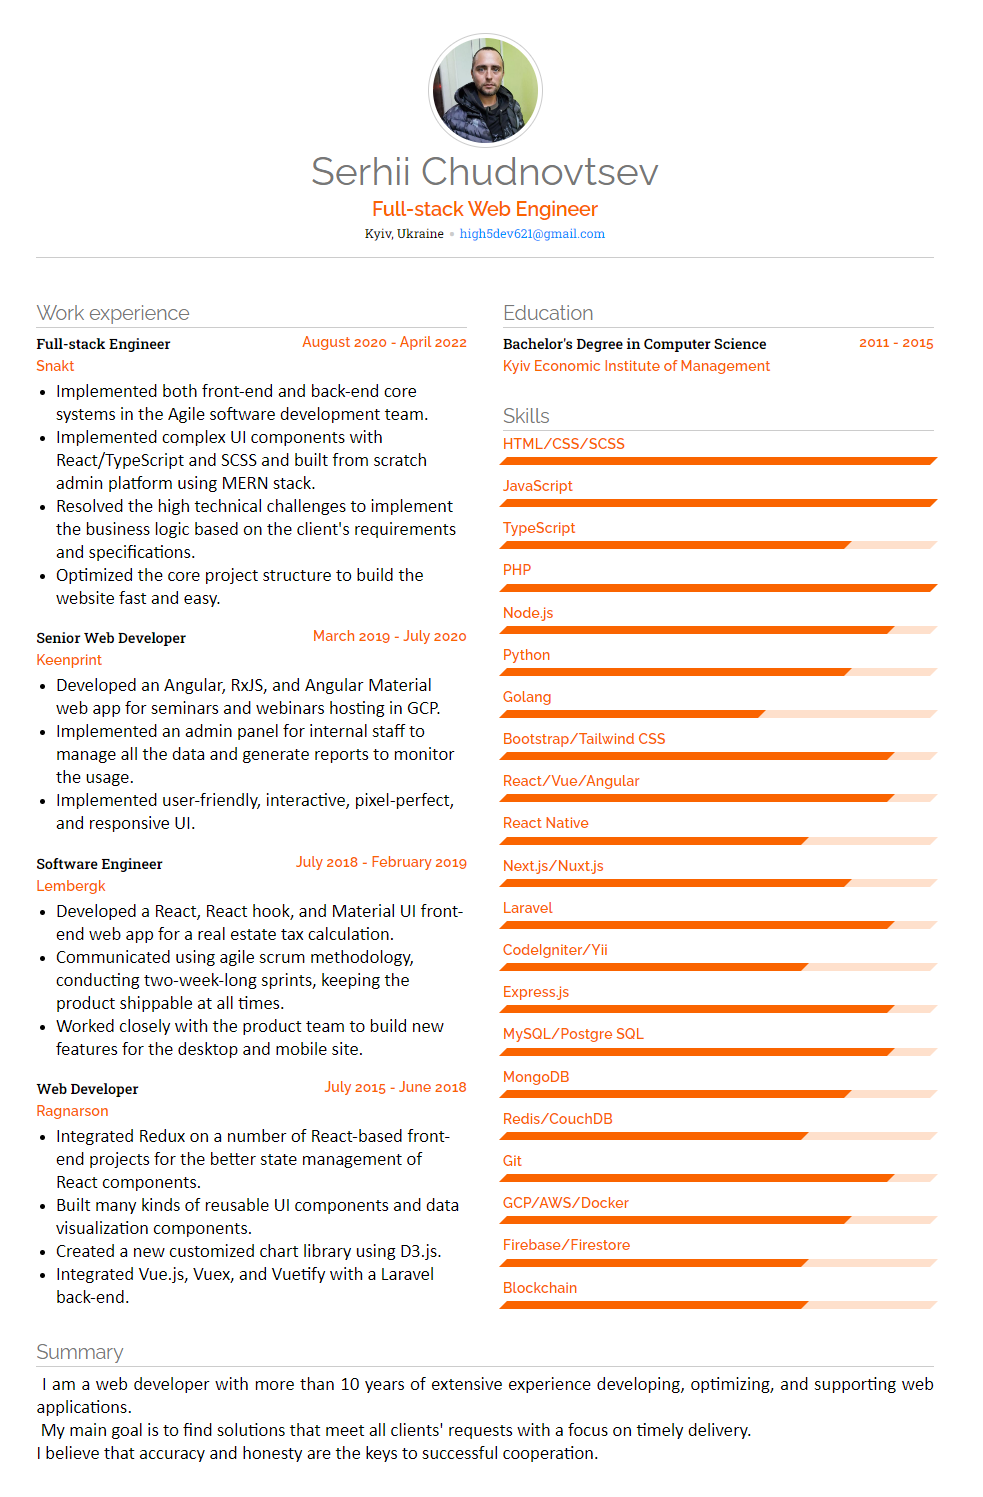 Serhii Chudnovtsev
Full-stack Web Engineer
Kyiv, Ukraine • high5dev621@gmail.com
Work experience
Full-stack Engineer August 2020 - April 2022
Snakt
• Implemented both front-end and back-end core
systems in the Agile software development team.
• Implemented complex UI components with
React/TypeScript and SCSS and built from scratch
admin platform using MERN stack.
• Resolved the high technical challenges to implement
the business logic based on the client's requirements
and specifications.
• Optimized the core project structure to build the
website fast and easy.
Senior Web Developer March 2019 - July 2020
Keenprint
• Developed an Angular, RxJS, and Angular Material
web app for seminars and webinars hosting in GCP.
• Implemented an admin panel for internal staff to
manage all the data and generate reports to monitor
the usage.
• Implemented user-friendly, interactive, pixel-perfect,
and responsive UI.
Software Engineer July 2018 - February 2019
Lembergk
• Developed a React, React hook, and Material UI front-
end web app for a real estate tax calculation.
• Communicated using agile scrum methodology,
conducting two-week-long sprints, keeping the
product shippable at all times.
• Worked closely with the product team to build new
features for the desktop and mobile site.
Web Developer July 2015 - June 2018
Ragnarson
• Integrated Redux on a number of React-based front-
end projects for the better state management of
React components.
• Built many kinds of reusable UI components and data
visualization components.
• Created a new customized chart library using D3.js.
• Integrated Vue.js, Vuex, and Vuetify with a Laravel
back-end.
Education
Bachelor's Degree in Computer Science 2011 - 2015
Kyiv Economic Institute of Management
Skills
HTML/CSS/SCSS
JavaScript
TypeScript
PHP
Node.js
Python
Golang
Bootstrap/Tailwind CSS
React/Vue/Angular
React Native
Next.js/Nuxt.js
Laravel
CodeIgniter/Yii
Express.js
MySQL/Postgre SQL
MongoDB
Redis/CouchDB
Git
GCP/AWS/Docker
Firebase/Firestore
Blockchain
Summary
I am a web developer with more than 10 years of extensive experience developing, optimizing, and supporting web
applications.
My main goal is to find solutions that meet all clients' requests with a focus on timely delivery.
I believe that accuracy and honesty are the keys to successful cooperation.